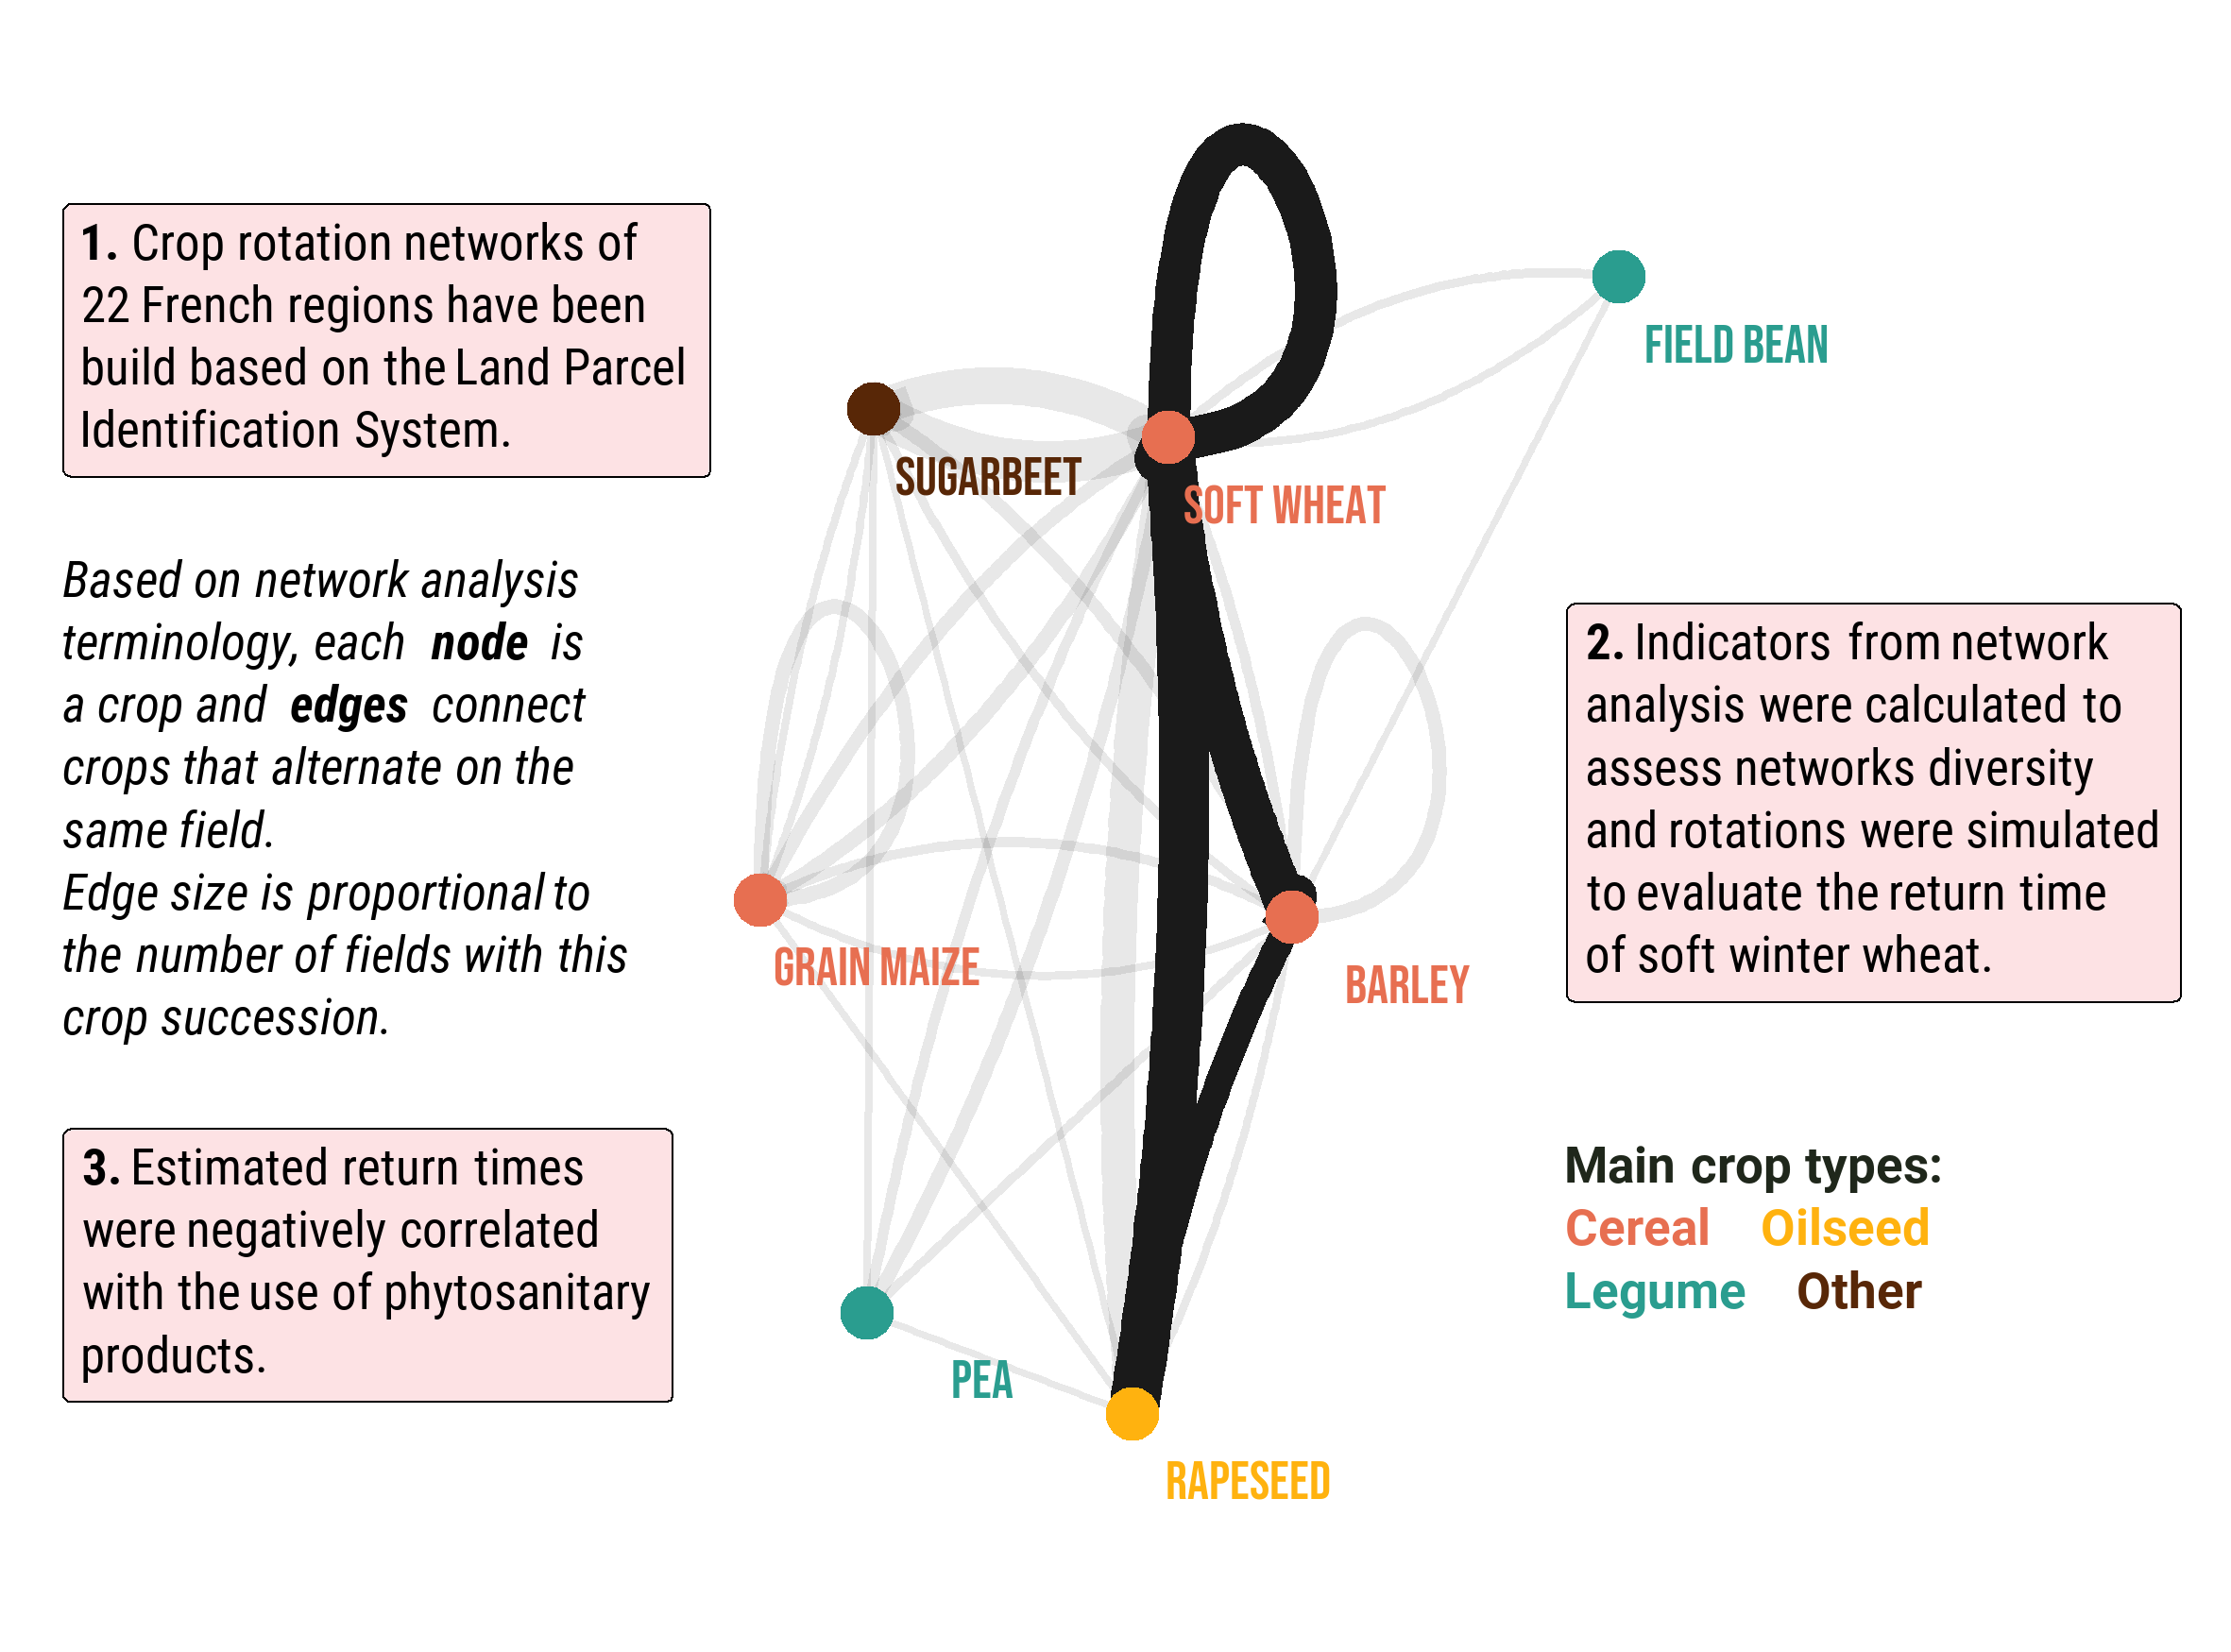 1. Crop rotation networks of
22 French regions have been
build based on the Land Parcel
Identification System.
Based on network analysis
terminology, each node is
a crop and edges connect
crops that alternate on the
same field.
Edge size is proportional to
the number of fields with this
crop succession.
3. Estimated return times
were negatively correlated
with the use of phytosanitary
products.
FIELD BEAN
SUGARBEET
SOFT WHEAT
GRAIN MAIZE
BARLEY
PEA
RAPESEED
2. Indicators from network
analysis were calculated to
assess networks diversity
and rotations were simulated
to evaluate the return time
of soft winter wheat.
Main crop types:
Cereal Oilseed
Legume Other